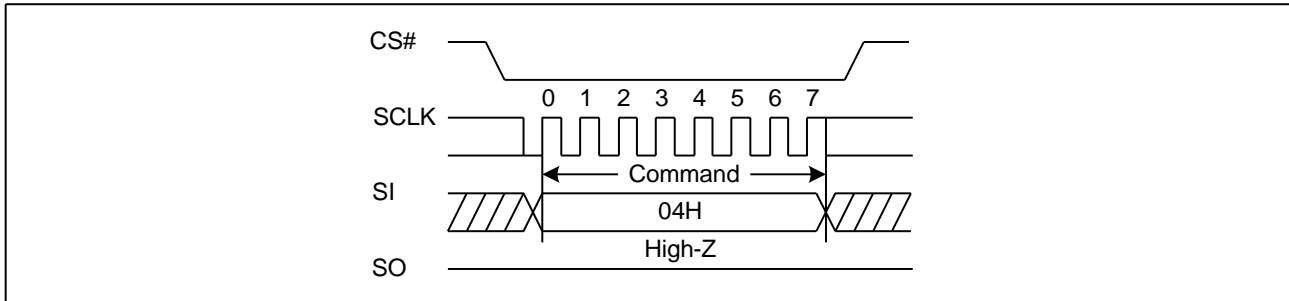 CS#
0 1 2 3 4 5 6 7
SCLK
Command
SI
04H
High-Z
SO